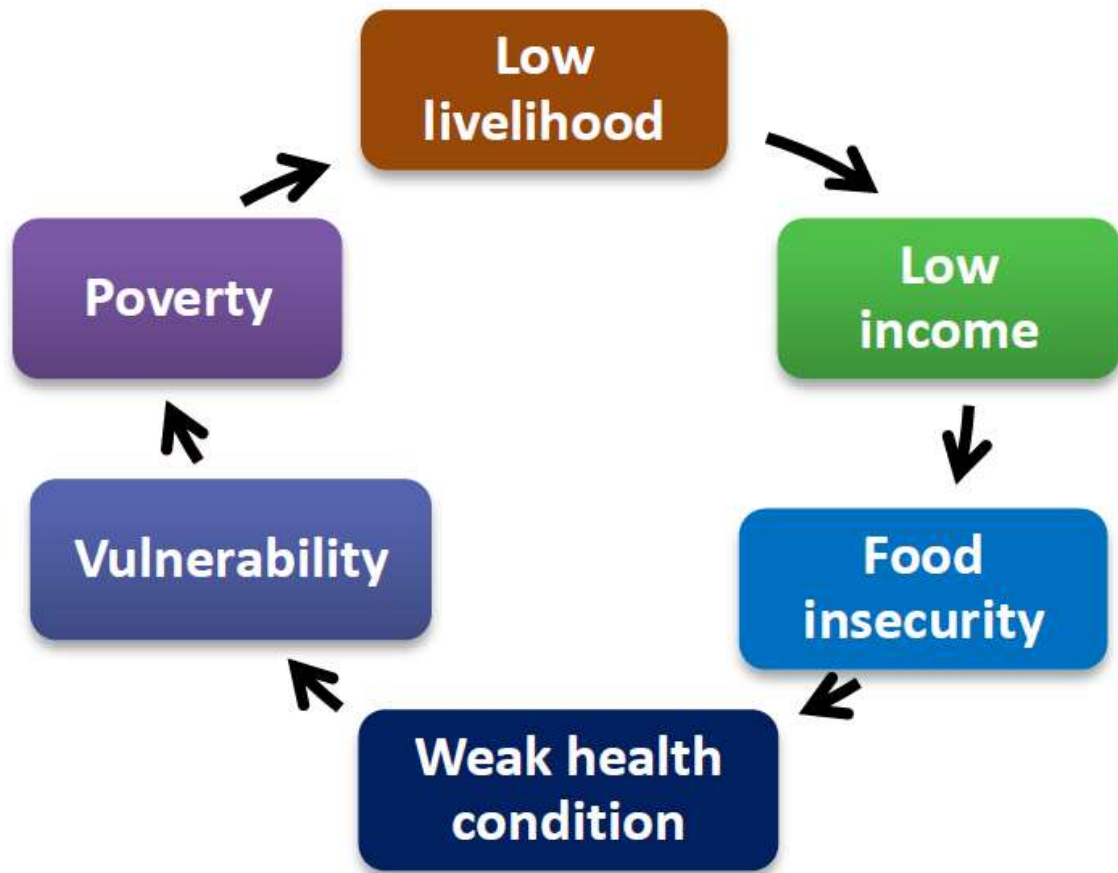 Low
livelihood
Low
income
Food
insecurity
Weak health
condition
Vulnerability
Poverty